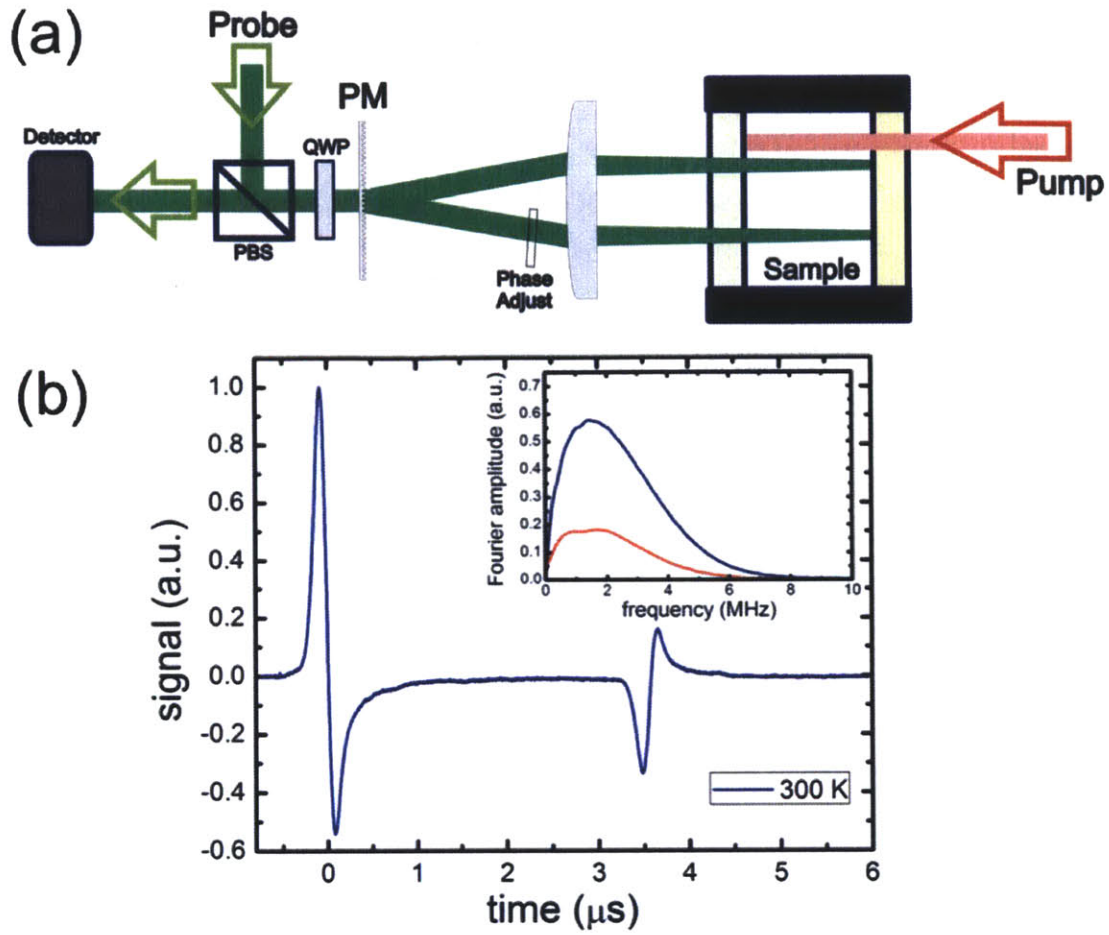 (a)
Probe
PM
Detector
QWP
Pump
PBS
Phase
Adjust
Sample
(b)
signal (a.u.)
1.0
0.8
0.6
0.4
0.2
0.0
-0.2
-0.4
-0.6
Fourier amplitude (a.u.)
0.7
0.6
0.5
0.4
0.3
0.2
0.1
0.0
0 2 4 6 8 10
frequency (MHz)
300 K
0 1 2 3 4 5 6
time (μs)